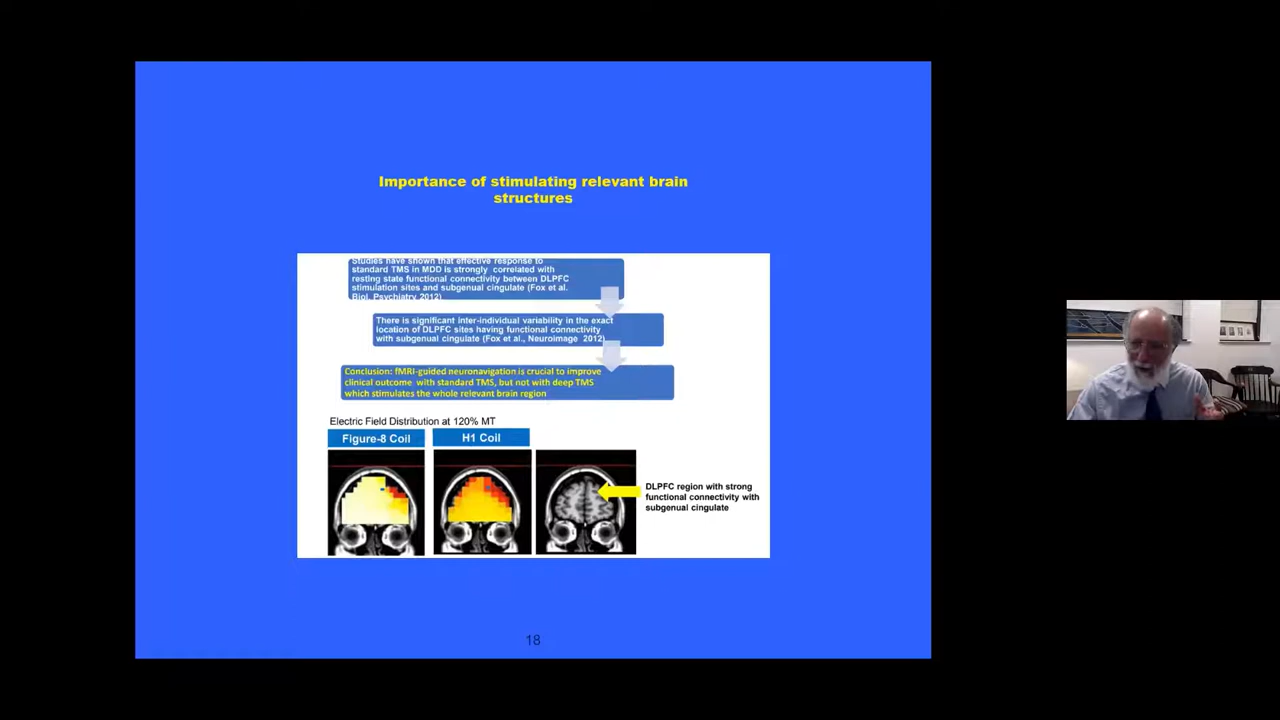 Importance of stimulating relevant brain
structures
Studies have shown that effective response to
standard TMS in MDD is strongly correlated with
resting state functional connectivity between DLPFC
stimulation sites and subgenual cingulate (Fox et al.
Biol. Psychiatry 2012)
There is significant inter-individual variability in the exact
location of DLPFC sites having functional connectivity
with subgenual cingulate (Fox et al., Neuroimage 2012)
Conclusion: fMRI-guided neuronavigation is crucial to improve
clinical outcome with standard TMS, but not with deep TMS
which stimulates the whole relevant brain region
Electric Field Distribution at 120% MT
Figure-8 Coil
H1 Coil
DLPFC region with strong
functional connectivity with
subgenual cingulate
18